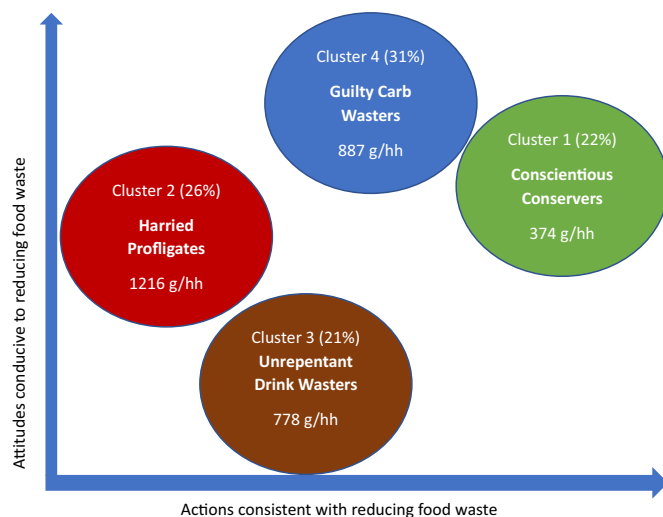 Attitudes conducive to reducing food waste
Cluster 4 (31%)
Guilty Carb
Wasters
887 g/hh
Cluster 1 (22%)
Conscientious
Conservers
374 g/hh
Cluster 2 (26%)
Harried
Profligates
1216 g/hh
Cluster 3 (21%)
Unrepentant
Drink Wasters
778 g/hh
Actions consistent with reducing food waste